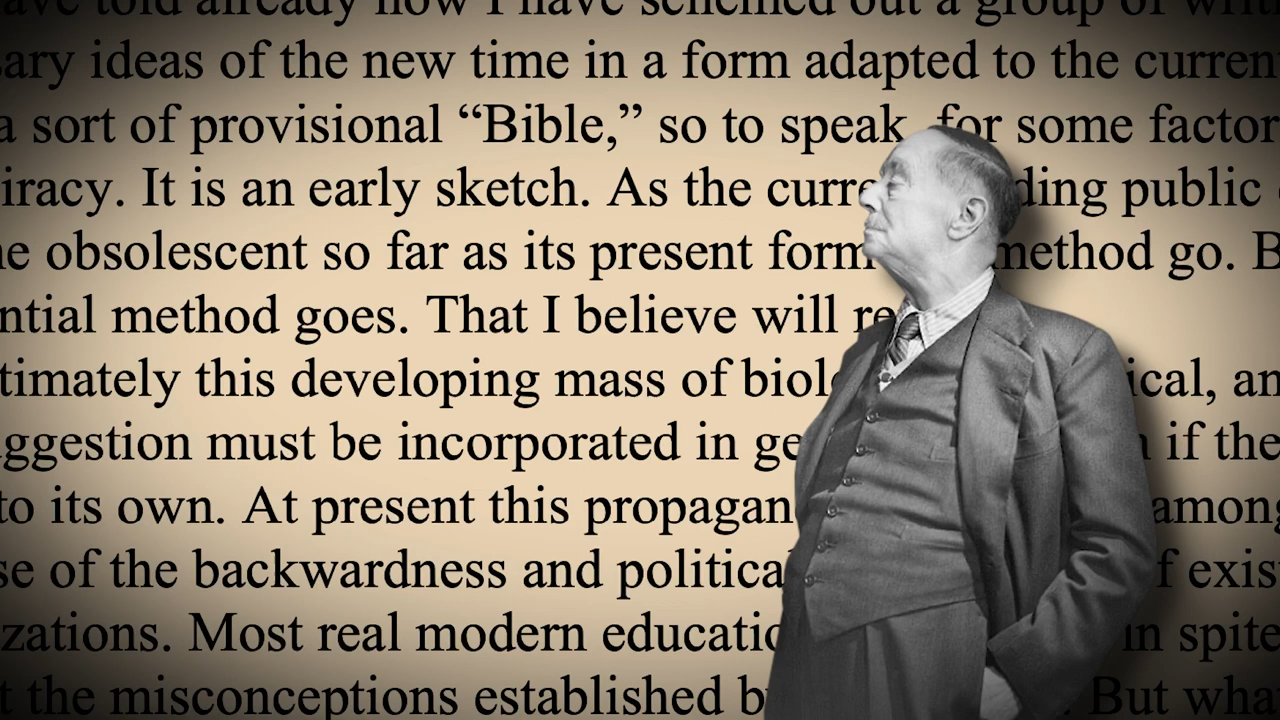 ave told already how I have schemed out a group of writi
ary ideas of the new time in a form adapted to the curren
a sort of provisional “Bible,” so to speak, for some factor
iracy. It is an early sketch. As the curre ding public
e obsolescent so far as its present form method go. B
ntial method goes. That I believe will re
timately this developing mass of biolo ical, an
ggestion must be incorporated in ge if the
to its own. At present this propagan among
se of the backwardness and politica f exis
zations. Most real modern educatio in spite
t the misconceptions established b . But wha